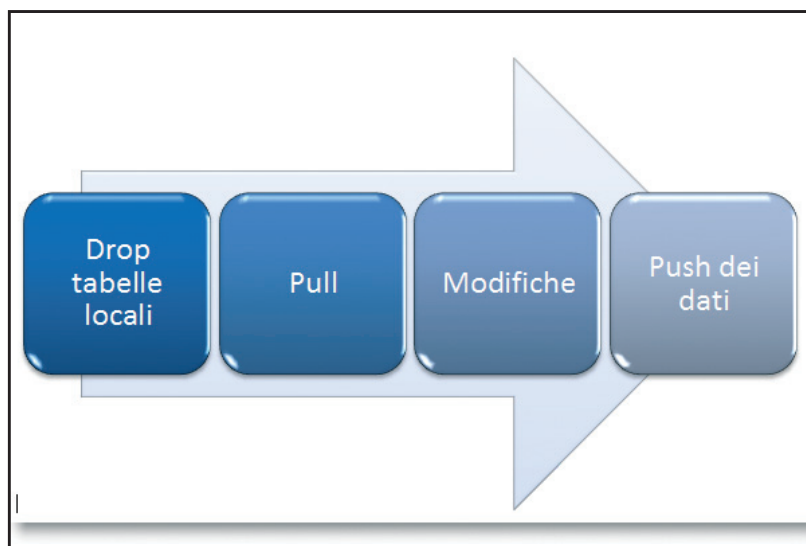 Drop
tabelle
locali
Pull
Modifiche
Push dei
dati